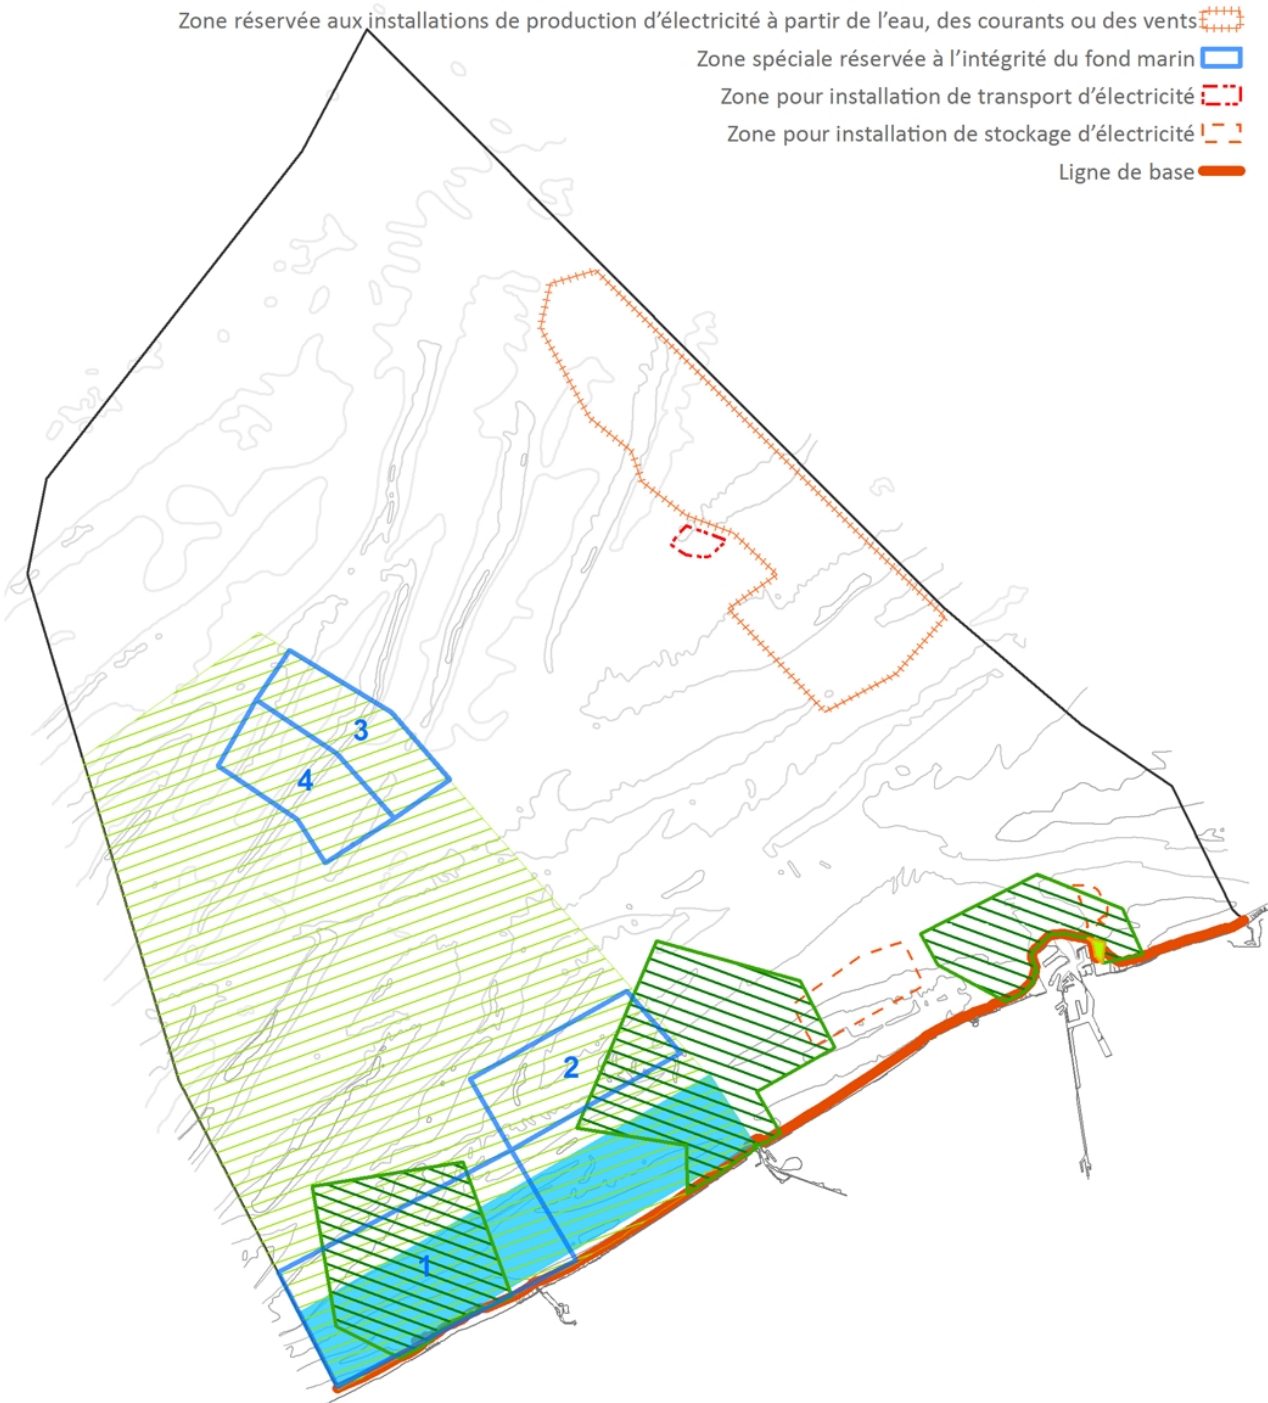 Zone réservée aux installations de production d’électricité à partir de l’eau, des courants ou des vents
Zone spéciale réservée à l’intégrité du fond marin
Zone pour installation de transport d’électricité
Zone pour installation de stockage d’électricité
Ligne de base
3
4
2
1